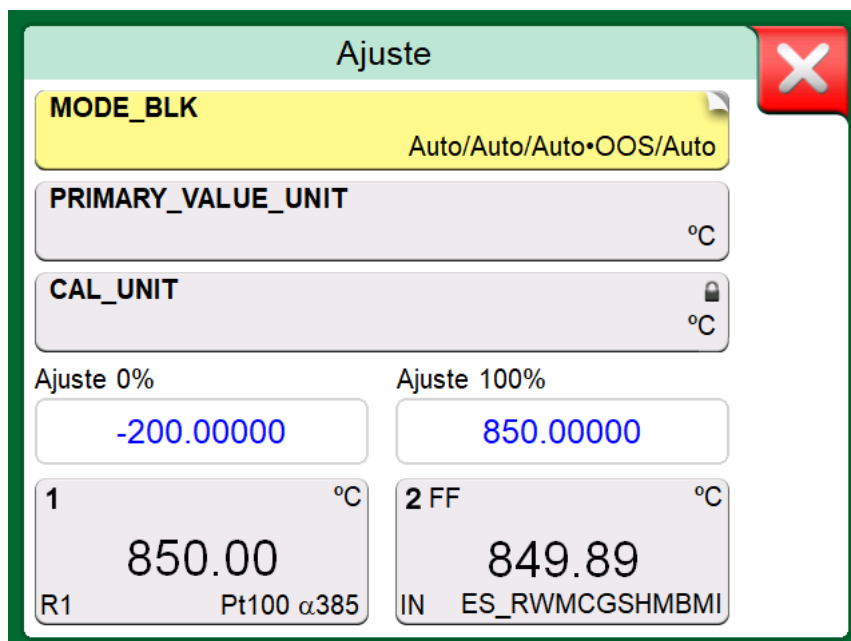 Ajuste
MODE_BLK
Auto/Auto/Auto•OOS/Auto
PRIMARY_VALUE_UNIT
ºC
CAL_UNIT
ºC
Ajuste 0% Ajuste 100%
-200.00000 850.00000
1 ºC 2 FF ºC
850.00 849.89
R1 Pt100 α385 IN ES_RWMCGSHMBMI